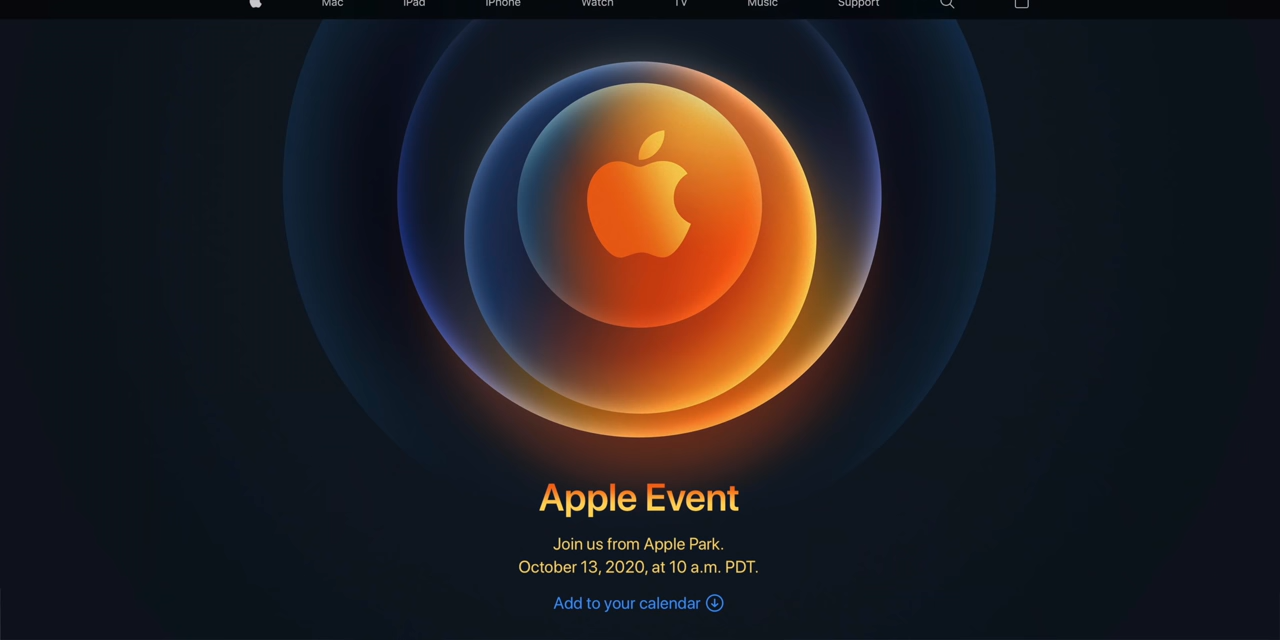 Mac iPad iPhone Watch TV Music Support
Apple Event
Join us from Apple Park.
October 13, 2020, at 10 a.m. PDT.
Add to your calendar